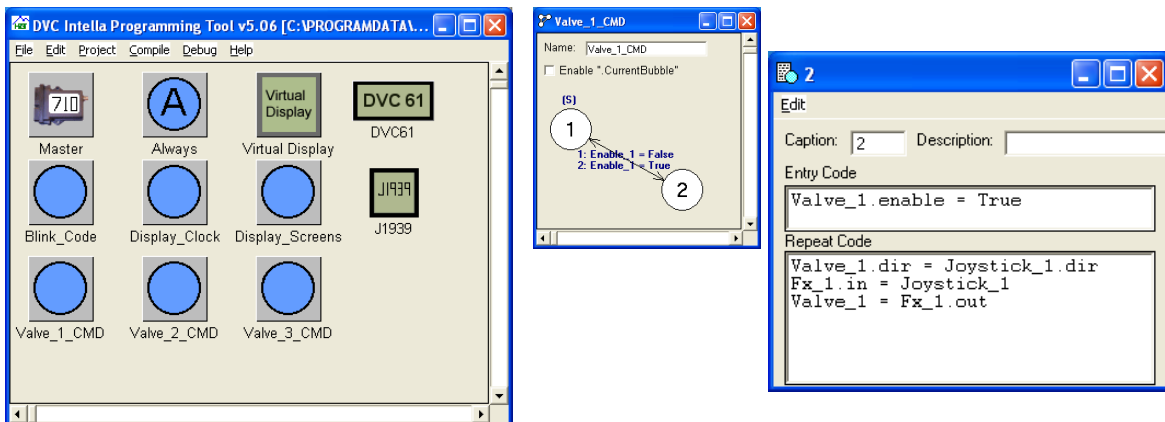 DVC Intella Programming Tool v5.06 [C:\PROGRAMDATA\...
File Edit Project Compile Debug Help
710
A
Virtual
Display
DVC 61
Master
Always
Virtual Display
DVC61
J1939
Blink_Code
Display_Clock
Display_Screens
J1939
Valve_1_CMD
Valve_2_CMD
Valve_3_CMD
Valve_1_CMD
Name: Valve_1_CMD
Enable ".CurrentBubble"
(S)
1
1: Enable_1 = False
2: Enable_1 = True
2
2
Edit
Caption: 2 Description:
Entry Code
Valve_1.enable = True
Repeat Code
Valve_1.dir = Joystick_1.dir
Fx_1.in = Joystick_1
Valve_1 = Fx_1.out